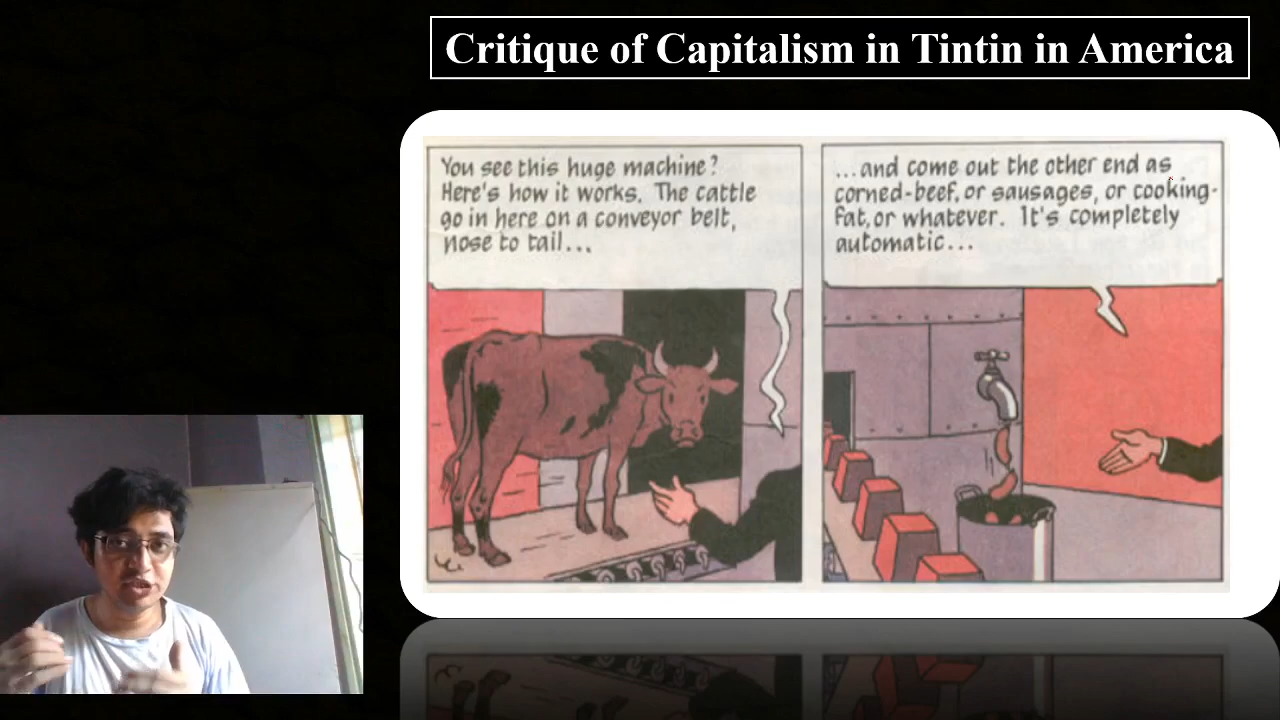 Critique of Capitalism in Tintin in America
You see this huge machine?
Here's how it works. The cattle
go in here on a conveyor belt,
nose to tail...
...and come out the other end as
corned-beef, or sausages, or cooking-
fat, or whatever. It's completely
automatic...